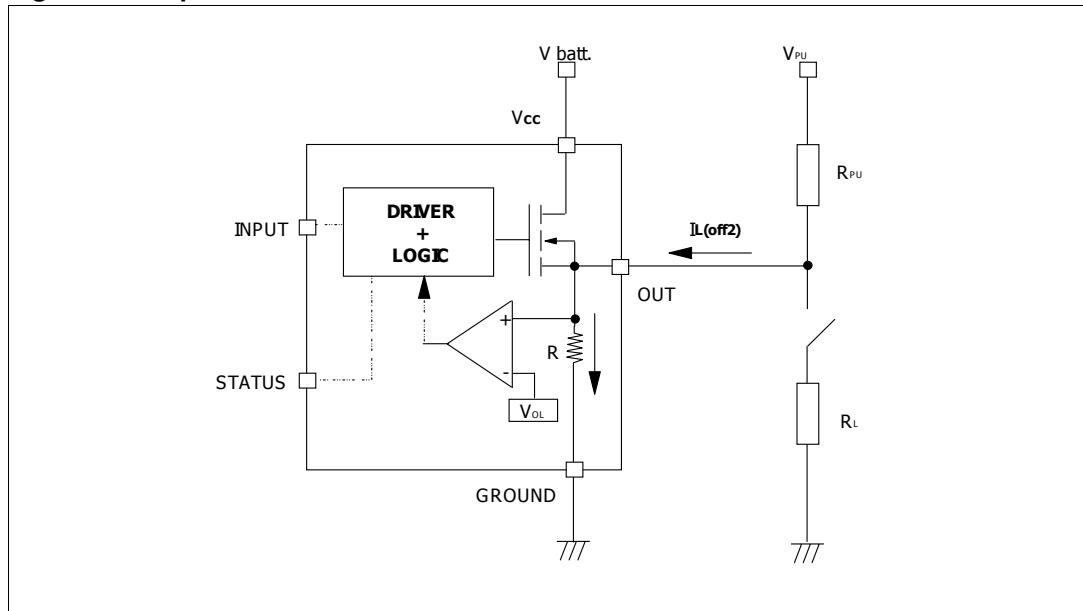 V batt.
VPU
Vcc
RPU
DRIVER
+
LOGIC
INPUT
IL(off2)
OUT
+
R
-
STATUS
VOL
RL
GROUND